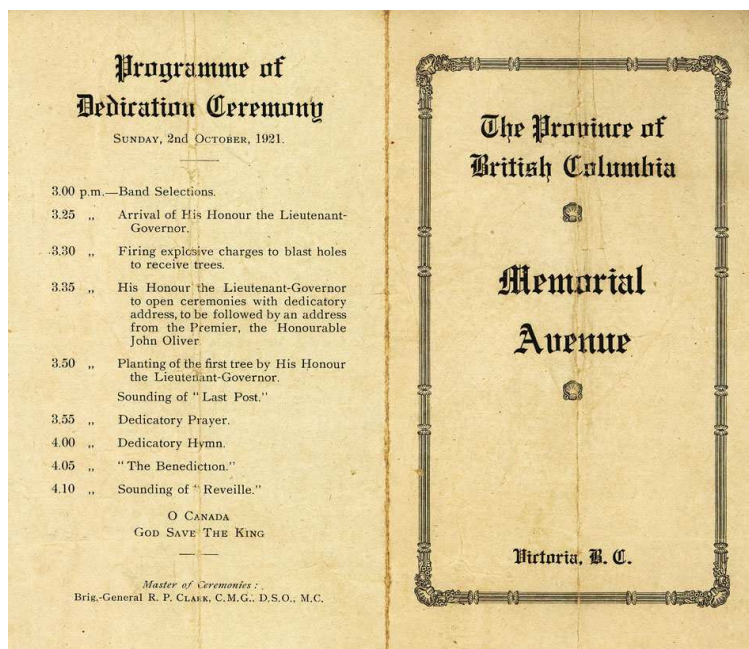 Programme of
Dedication Ceremony
SUNDAY, 2nd OCTOBER, 1921.
3.00 p.m.—Band Selections.
3.25 „ Arrival of His Honour the Lieutenant-
Governor.
3.30 „ Firing explosive charges to blast holes
to receive trees.
3.35 „ His Honour the Lieutenant-Governor
to open ceremonies with dedicatory
address, to be followed by an address
from the Premier, the Honourable
John Oliver
3.50 „ Planting of the first tree by His Honour
the Lieutenant-Governor.
Sounding of "Last Post."
3.55 „ Dedicatory Prayer.
4.00 „ Dedicatory Hymn.
4.05 „ "The Benediction."
4.10 „ Sounding of "Reveille."
O CANADA
GOD SAVE THE KING
Master of Ceremonies:
Brig.-General R. P. CLARK, C.M.G., D.S.O., M.C.
The Province of
British Columbia
Memorial
Avenue
Victoria, B. C.